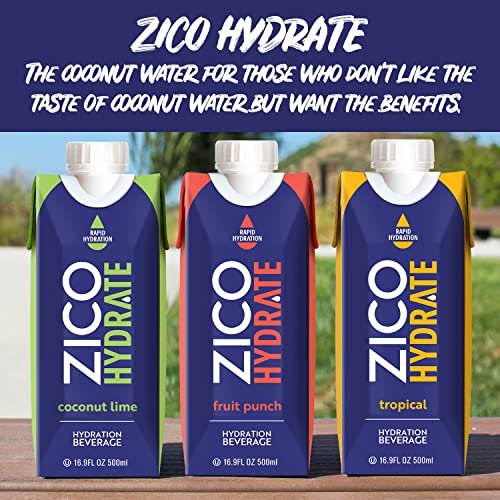 ZICO HYDRATE
THE COCONUT WATER FOR THOSE WHO DON'T LIKE THE
TASTE OF COCONUT WATER BUT WANT THE BENEFITS.
RAPID
HYDRATION
ZICO
HYDRATE
coconut lime
HYDRATION
BEVERAGE
U 16.9FL OZ 500ml
RAPID
HYDRATION
ZICO
HYDRATE
fruit punch
HYDRATION
BEVERAGE
U 16.9FL OZ 500ml
RAPID
HYDRATION
ZICO
HYDRATE
tropical
HYDRATION
BEVERAGE
U 16.9FL OZ 500ml